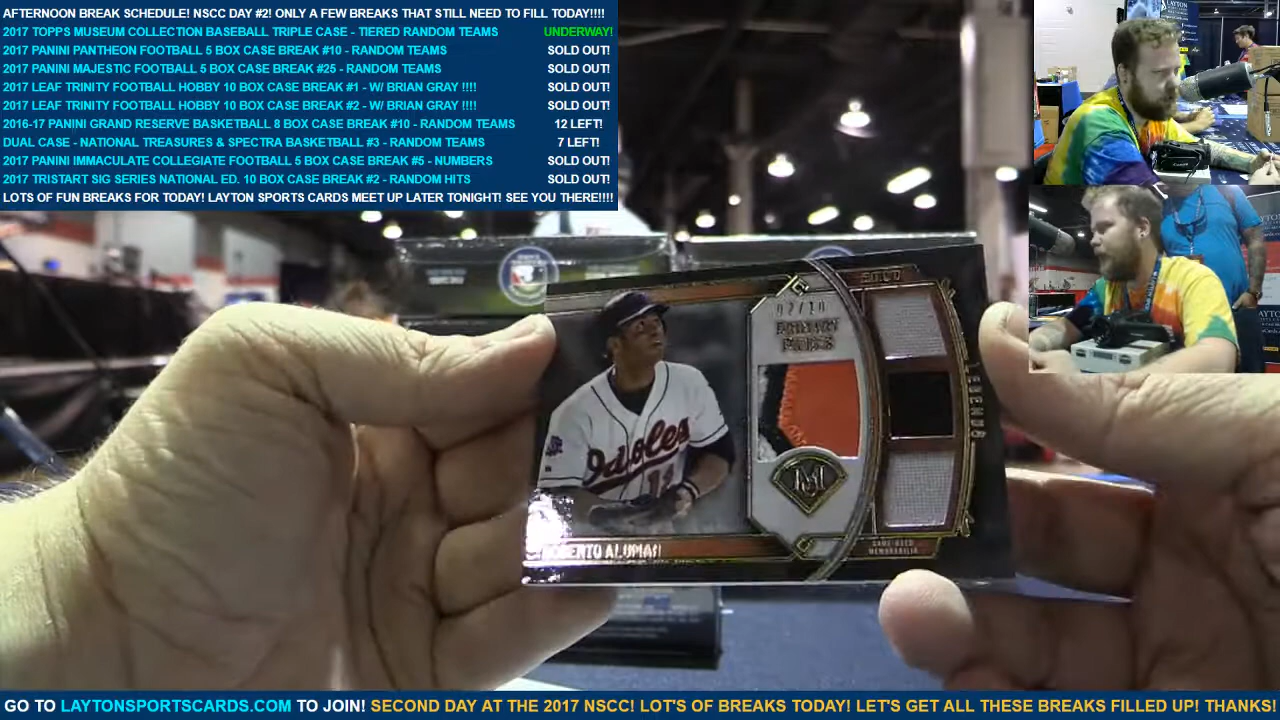 AFTERNOON BREAK SCHEDULE! NSCC DAY #2! ONLY A FEW BREAKS THAT STILL NEED TO FILL TODAY!!!!
2017 TOPPS MUSEUM COLLECTION BASEBALL TRIPLE CASE - TIERED RANDOM TEAMS UNDERWAY!
2017 PANINI PANTHEON FOOTBALL 5 BOX CASE BREAK #10 - RANDOM TEAMS SOLD OUT!
2017 PANINI MAJESTIC FOOTBALL 5 BOX CASE BREAK #25 - RANDOM TEAMS SOLD OUT!
2017 LEAF TRINITY FOOTBALL HOBBY 10 BOX CASE BREAK #1 - W/ BRIAN GRAY !!!! SOLD OUT!
2017 LEAF TRINITY FOOTBALL HOBBY 10 BOX CASE BREAK #2 - W/ BRIAN GRAY !!!! SOLD OUT!
2016-17 PANINI GRAND RESERVE BASKETBALL 8 BOX CASE BREAK #10 - RANDOM TEAMS 12 LEFT!
DUAL CASE - NATIONAL TREASURES & SPECTRA BASKETBALL #3 - RANDOM TEAMS 7 LEFT!
2017 PANINI IMMACULATE COLLEGIATE FOOTBALL 5 BOX CASE BREAK #5 - NUMBERS SOLD OUT!
2017 TRISTART SIG SERIES NATIONAL ED. 10 BOX CASE BREAK #2 - RANDOM HITS SOLD OUT!
LOTS OF FUN BREAKS FOR TODAY! LAYTON SPORTS CARDS MEET UP LATER TONIGHT! SEE YOU THERE!!!!
PRIMARY
PIECES
LEGENDS
Orioles
12
M
GAME-USED
MEMORABILIA
ROBERTO ALOMAR
GO TO LAYTONSPORTSCARDS.COM TO JOIN! SECOND DAY AT THE 2017 NSCC! LOT'S OF BREAKS TODAY! LET'S GET ALL THESE BREAKS FILLED UP! THANKS!